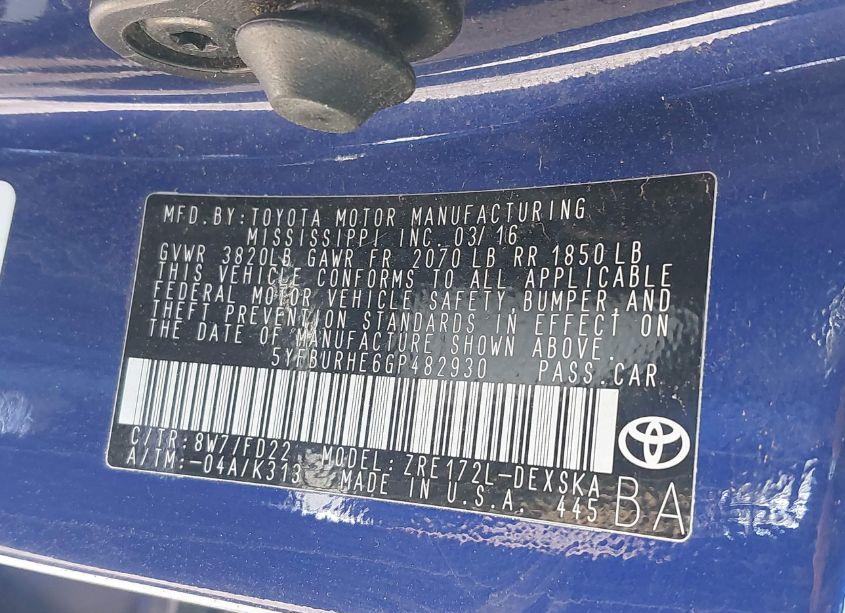 MFD. BY: TOYOTA MOTOR MANUFACTURING
MISSISSIPPI INC. 03/16
GVWR 3820LB GAWR FR 2070 LB RR 1850 LB
THIS VEHICLE CONFORMS TO ALL APPLICABLE
FEDERAL MOTOR VEHICLE SAFETY, BUMPER, AND
THEFT PREVENTION STANDARDS IN EFFECT ON
THE DATE OF MANUFACTURE SHOWN ABOVE.
5YFBURHE6GP482930 PASS. CAR
C/TR: 8W7/FD22 MODEL: ZRE172L-DEXSKA
A/TM: -04A/K313 MADE IN U.S.A. 445 BA